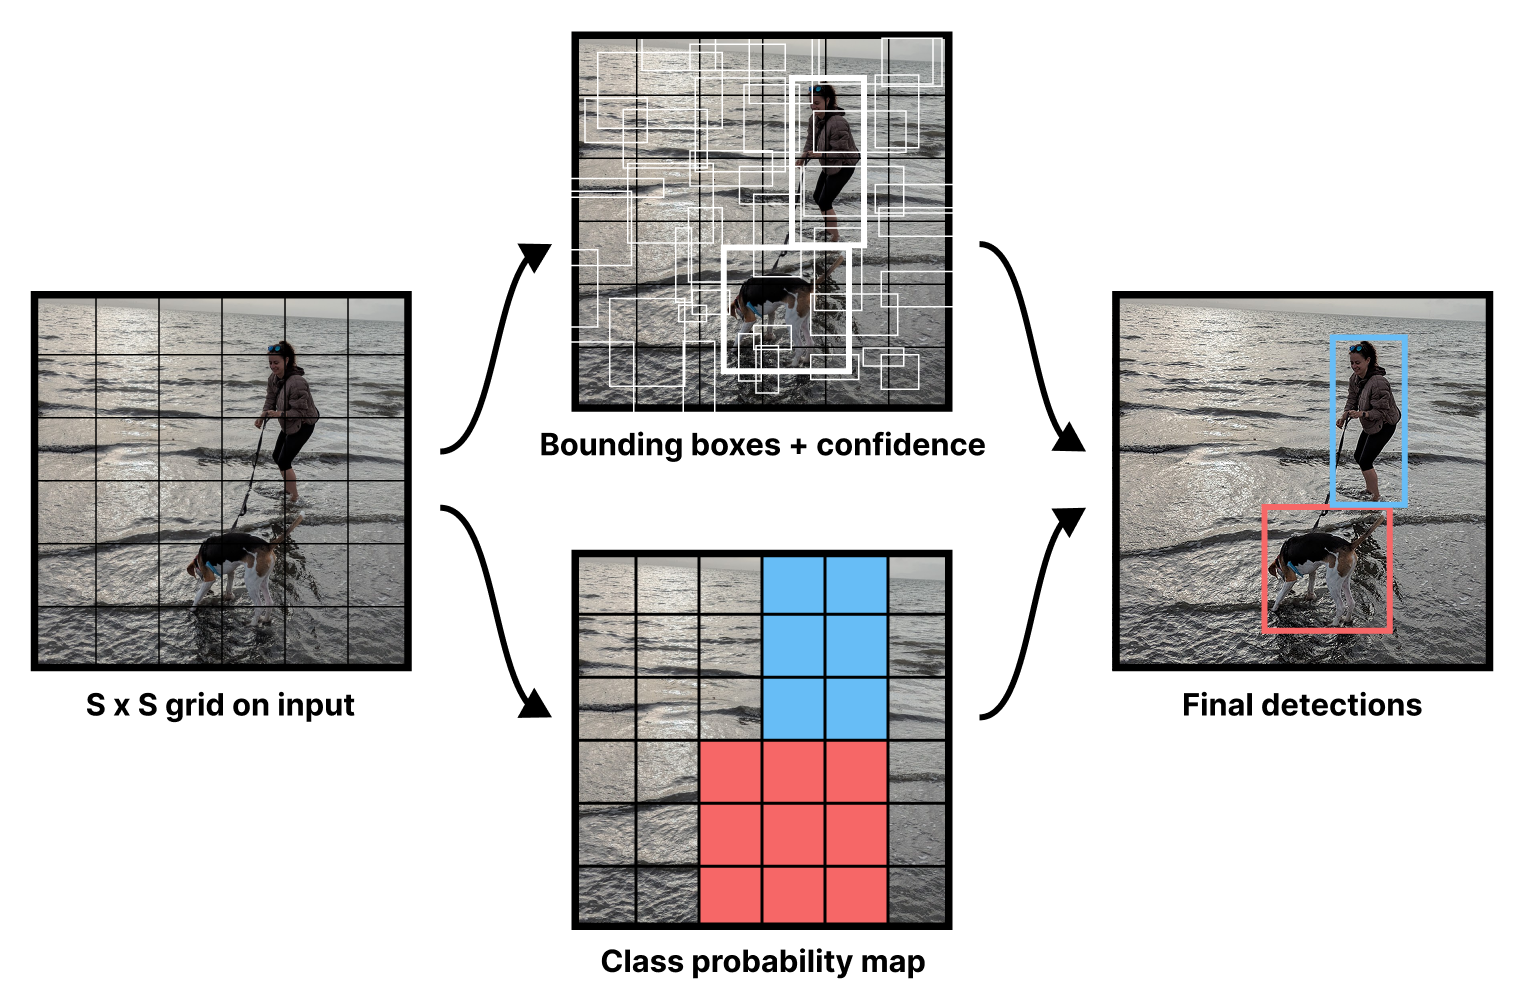 Bounding boxes + confidence
S x S grid on input
Final detections
Class probability map